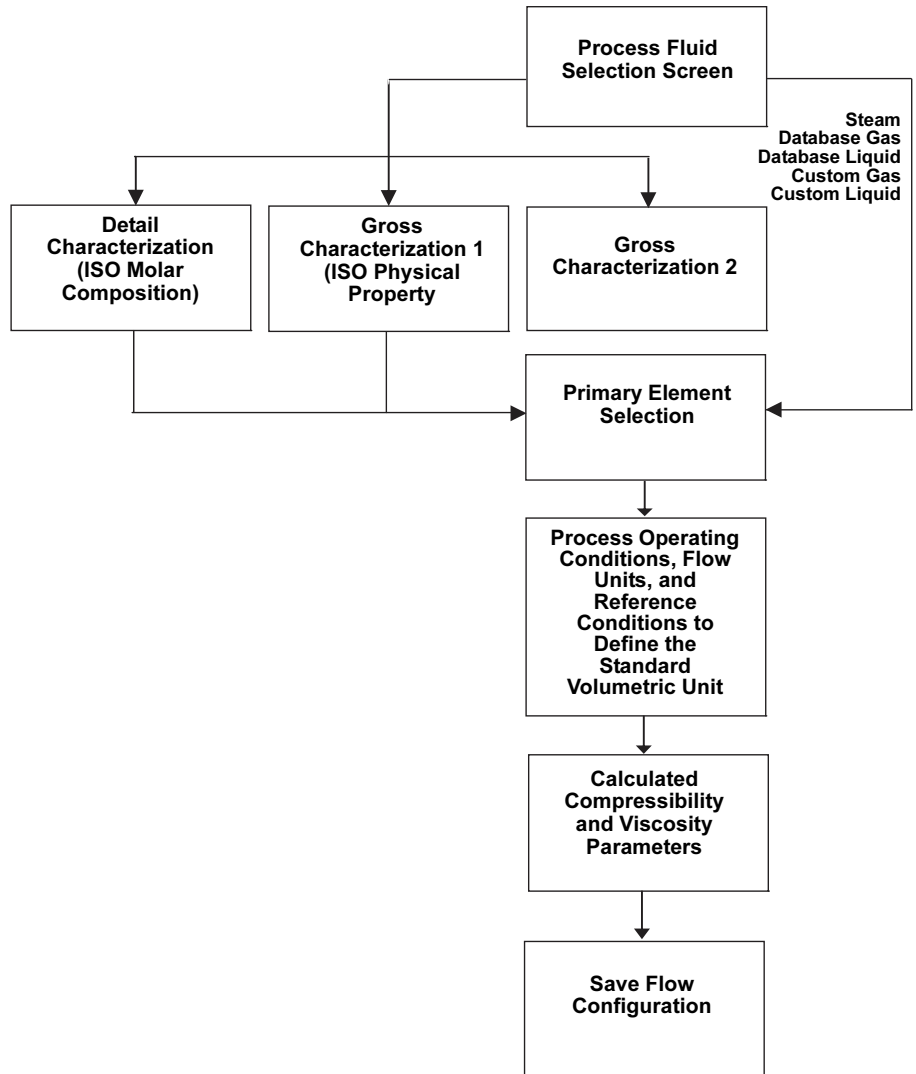 Process Fluid
Selection Screen
Steam
Database Gas
Database Liquid
Custom Gas
Custom Liquid
Detail
Characterization
(ISO Molar
Composition)
Gross
Characterization 1
(ISO Physical
Property
Gross
Characterization 2
Primary Element
Selection
Process Operating
Conditions, Flow
Units, and
Reference
Conditions to
Define the
Standard
Volumetric Unit
Calculated
Compressibility
and Viscosity
Parameters
Save Flow
Configuration